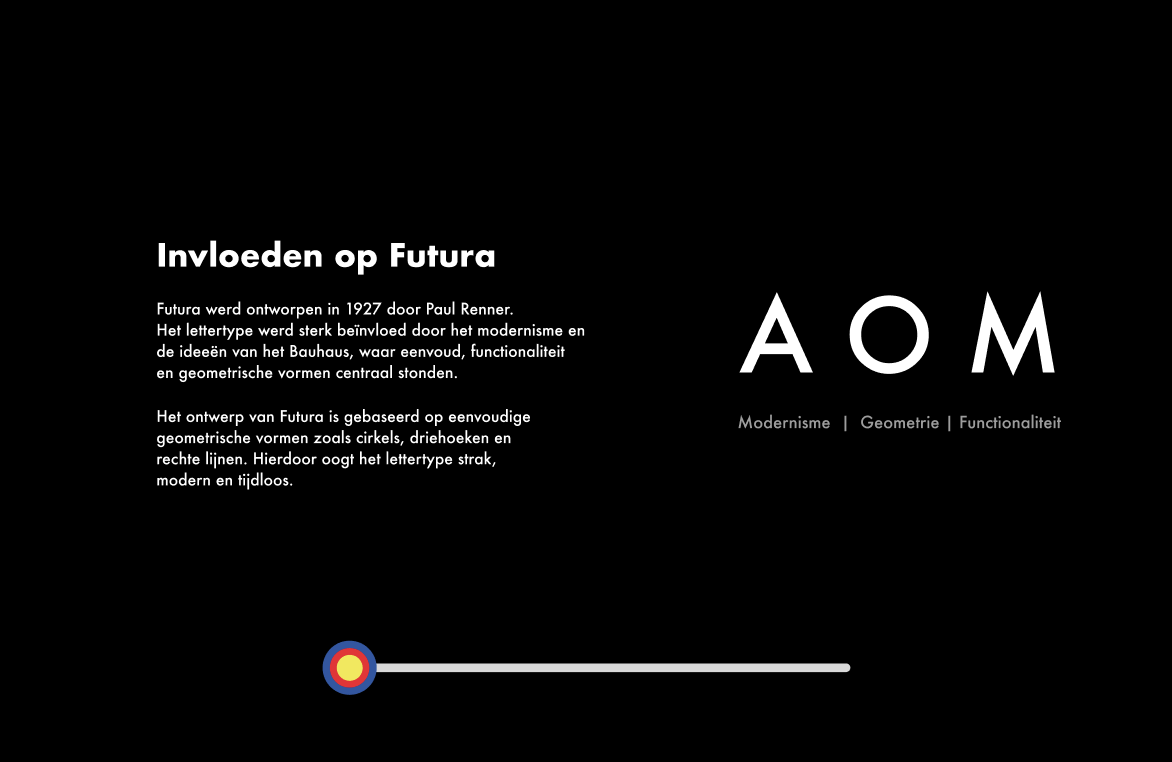 Invloeden op Futura
Futura werd ontworpen in 1927 door Paul Renner.
Het lettertype werd sterk beïnvloed door het modernisme en
de ideeën van het Bauhaus, waar eenvoud, functionaliteit
en geometrische vormen centraal stonden.
Het ontwerp van Futura is gebaseerd op eenvoudige
geometrische vormen zoals cirkels, driehoeken en
rechte lijnen. Hierdoor oogt het lettertype strak,
modern en tijdloos.
A O M
Modernisme | Geometrie | Functionaliteit